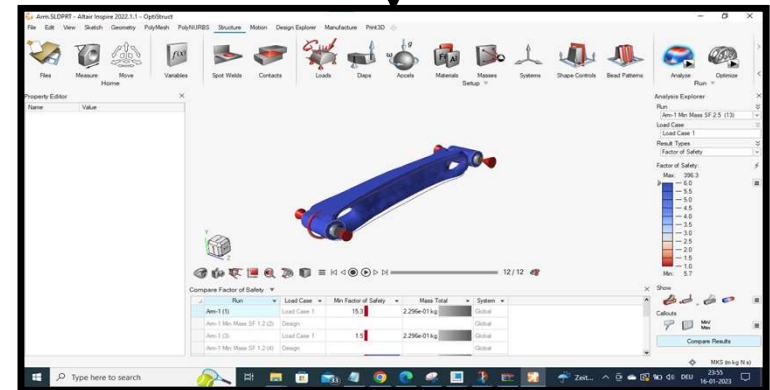 Arm.SLDPRT - Altair Inspire 2022.1.1 - OptiStruct
File Edit View Sketch Geometry PolyMesh PolyNURBS Structure Motion Design Explorer Manufacture Print3D
Files Measure Move Variables Spot Welds Contacts Loads Disps Accels Materials Masses Systems Shape Controls Bead Patterns Analyze Optimize
Home Setup Run
Property Editor
Name Value
Analysis Explorer
Run
Arm-1 Min Mass SF 2.5 (13)
Load Case
Load Case 1
Result Types
Factor of Safety
Factor of Safety:
Max: 396.3
6.0
5.5
5.0
4.5
4.0
3.5
3.0
2.5
2.0
1.5
1.0
Min: 5.7
Y
Z
12/12
Compare Factor of Safety
Run Load Case Min Factor of Safety Mass Total System
Arm-1 (1) Load Case 1 15.3 2.296e-01 kg Global
Arm-1 Min Mass SF 1.2 (2) Design Global
Arm-1 (3) Load Case 1 1.5 2.296e-01 kg Global
Arm-1 Min Mass SF 1.2 (4) Design Global
Show
Callouts
Min/
Max
Compare Results
MKS (m kg N s)
Type here to search
Zeit...
DEU
23:55
16-01-2023